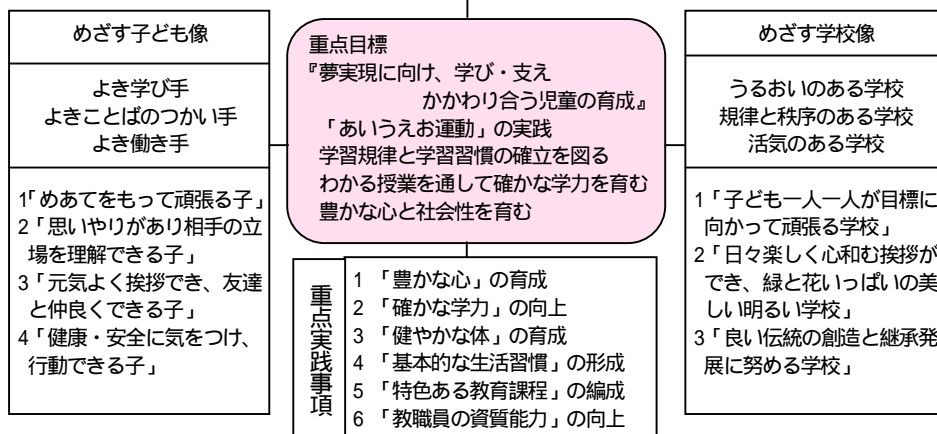 めざす子ども像
よき学び手
よきことばのつかい手
よき働き手
1「めあてをもって頑張る子」
2「思いやりがあり相手の立
場を理解できる子」
3「元気よく挨拶でき、友達
と仲良くできる子」
4「健康・安全に気をつけ、
行動できる子」
重点目標
『夢実現に向け、学び・支え
かかわり合う児童の育成』
「あいうえお運動」の実践
学習規律と学習習慣の確立を図る
わかる授業を通して確かな学力を育む
豊かな心と社会性を育む
重点実践事項
1 「豊かな心」の育成
2 「確かな学力」の向上
3 「健やかな体」の育成
4 「基本的な生活習慣」の形成
5 「特色ある教育課程」の編成
6 「教職員の資質能力」の向上
めざす学校像
うるおいのある学校
規律と秩序のある学校
活気のある学校
1「子ども一人一人が目標に
向かって頑張る学校」
2「日々楽しく心和む挨拶が
でき、緑と花いっぱいの美
しい明るい学校」
3「良い伝統の創造と継承発
展に努める学校」